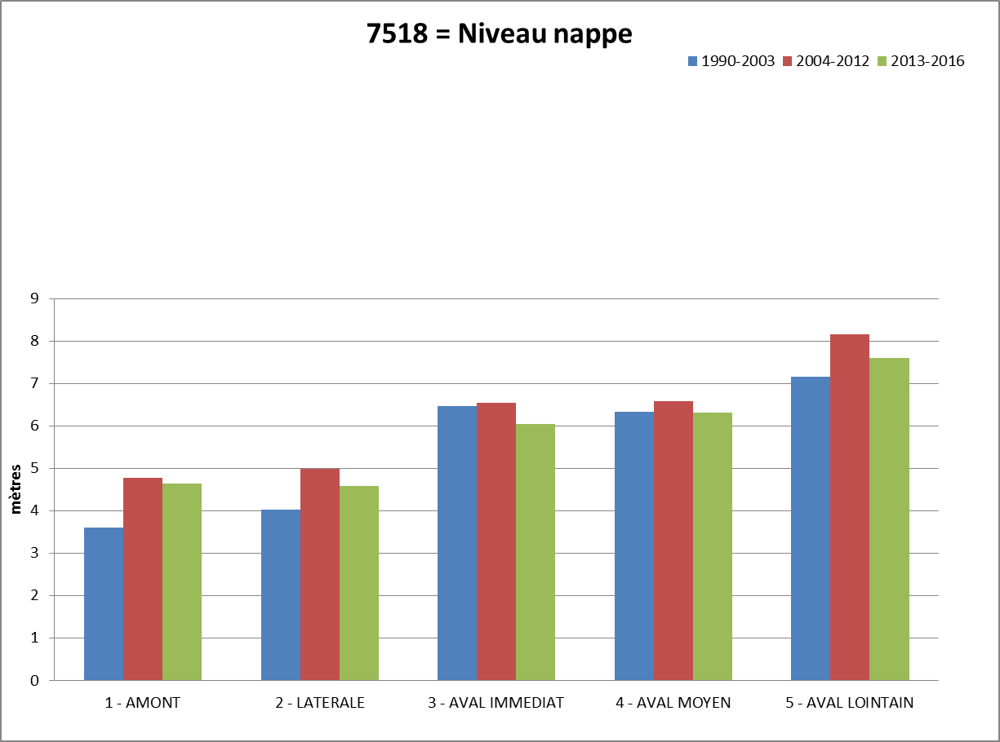 7518 = Niveau nappe
1990-2003 2004-2012 2013-2016
9
8
7
6
5
4
3
2
1
0
mètres
1 - AMONT 2 - LATERALE 3 - AVAL IMMEDIAT 4 - AVAL MOYEN 5 - AVAL LOINTAIN